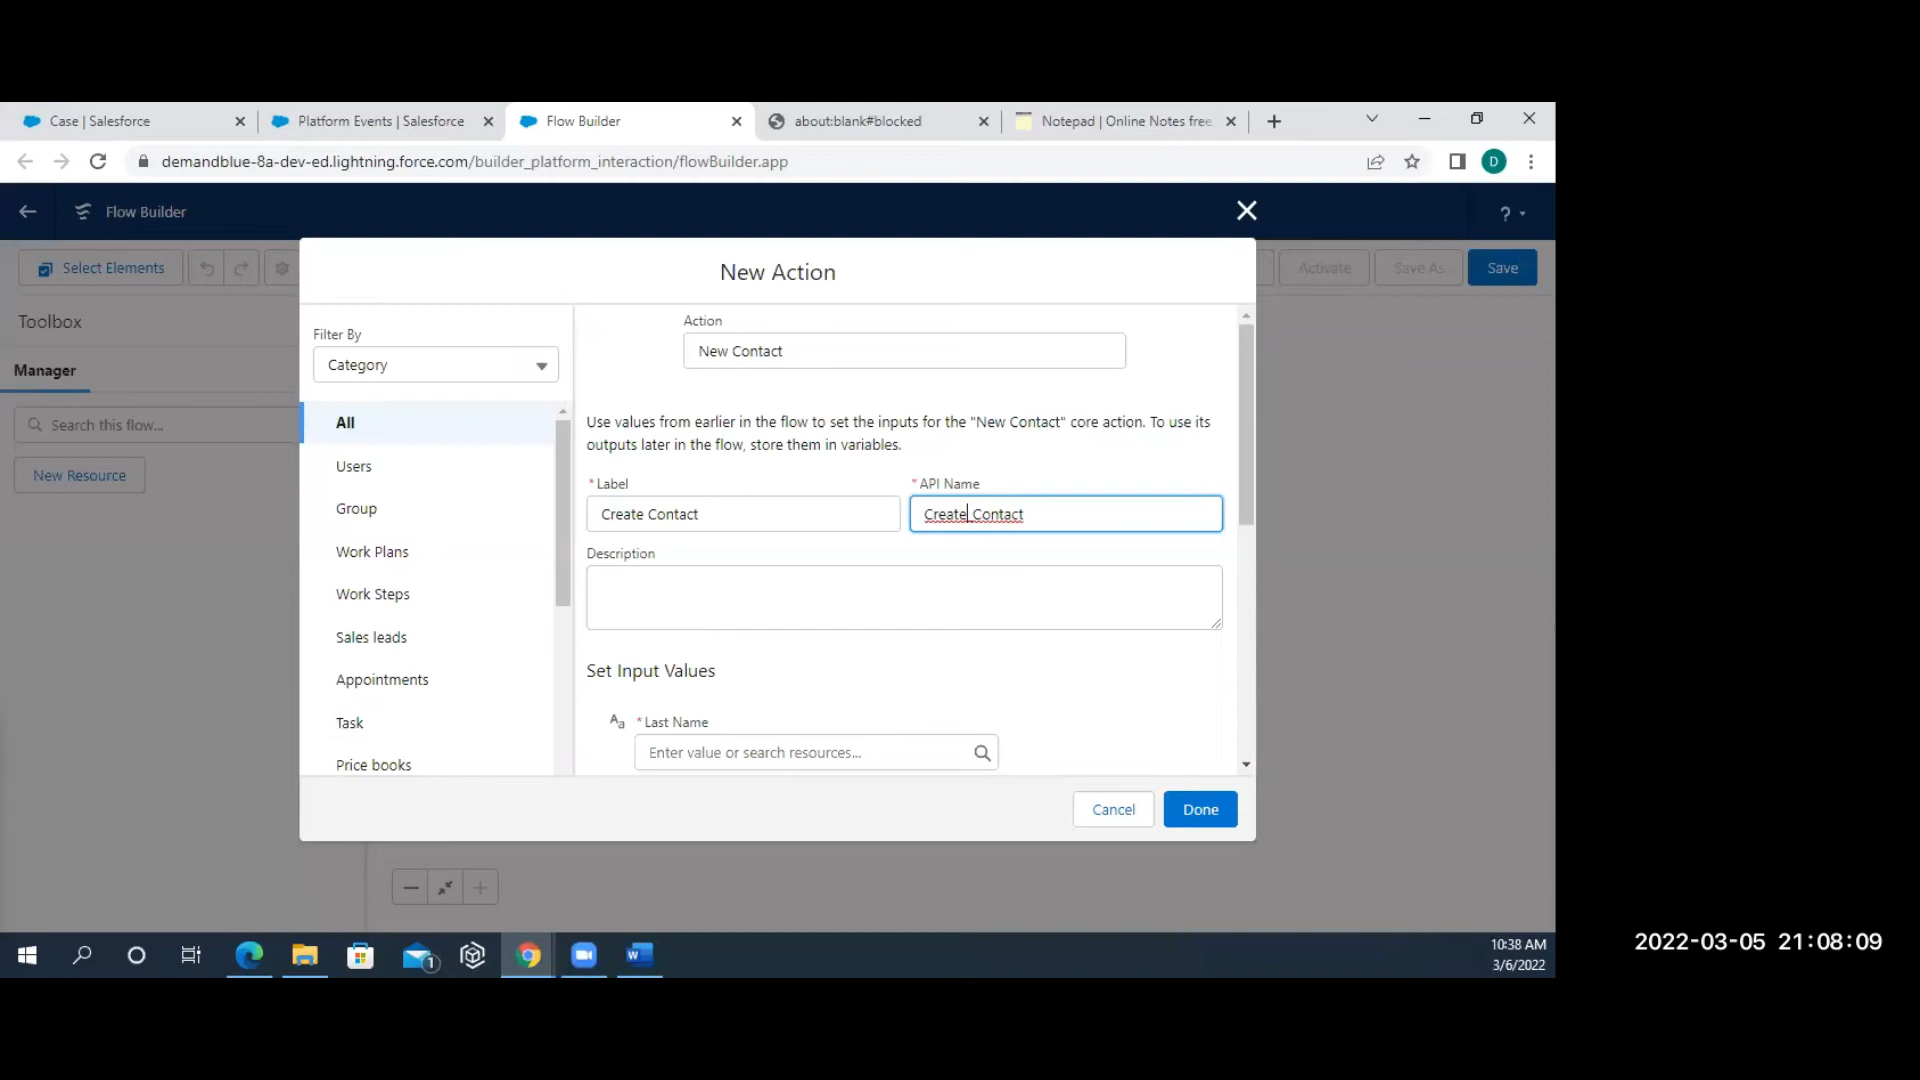 Case | Salesforce
Platform Events | Salesforce
Flow Builder
about:blank#blocked
Notepad | Online Notes free
demandblue-8a-dev-ed.lightning.force.com/builder_platform_interaction/flowBuilder.app
D
Flow Builder
?
Select Elements
Activate
Save As
Save
New Action
Toolbox
Manager
Search this flow...
New Resource
Filter By
Category
All
Users
Group
Work Plans
Work Steps
Sales leads
Appointments
Task
Price books
Action
New Contact
Use values from earlier in the flow to set the inputs for the "New Contact" core action. To use its
outputs later in the flow, store them in variables.
* Label
* API Name
Create Contact
Create_Contact
Description
Set Input Values
Aa * Last Name
Enter value or search resources...
Cancel
Done
1
W
10:38 AM
3/6/2022
2022-03-05 21:08:09